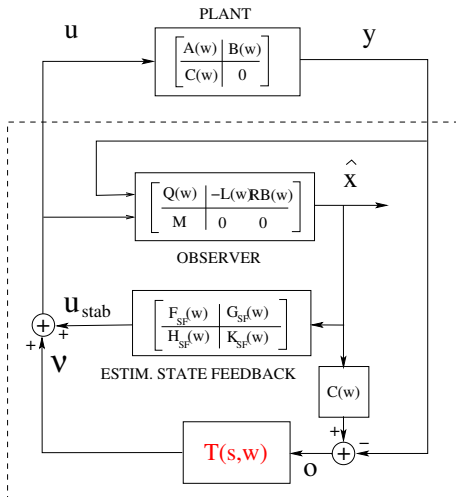 PLANT
u
y
A(w) B(w)
C(w) 0
^
x
Q(w) -L(w) RB(w)
M 0 0
OBSERVER
u stab
F SF (w) G SF (w)
H SF (w) K SF (w)
+
+
+
ν
ESTIM. STATE FEEDBACK
C(w)
+
−
+
T(s,w)
o